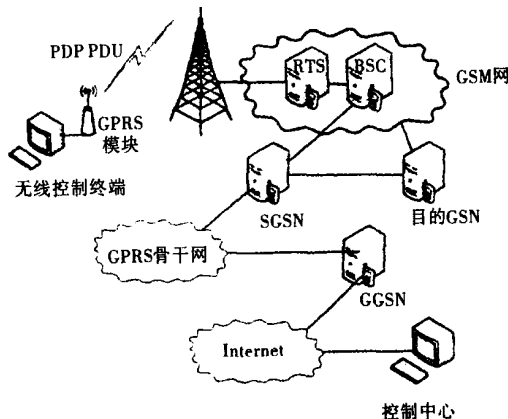 PDP PDU
RTS
BSC
GSM网
GPRS
模块
无线控制终端
SGSN
目的GSN
GPRS骨干网
GGSN
Internet
控制中心